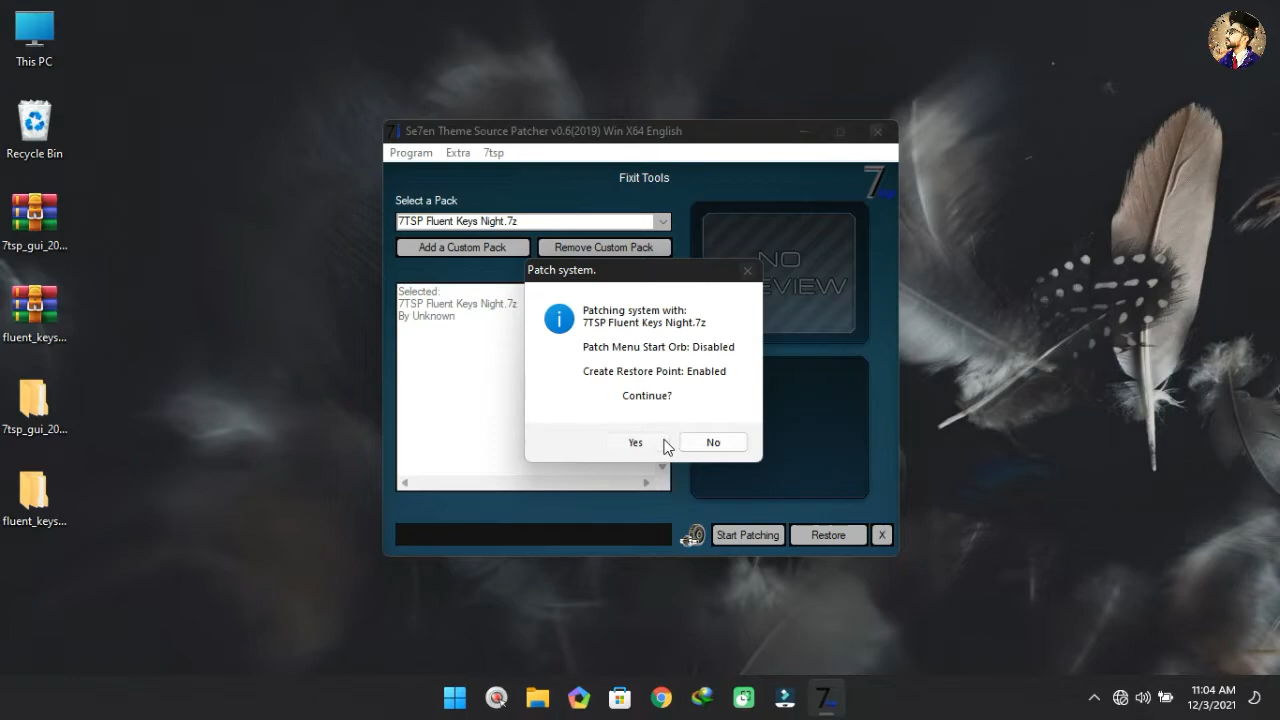 This PC
Recycle Bin
7tsp_gui_20...
fluent_keys...
7tsp_gui_20...
fluent_keys...
Se7en Theme Source Patcher v0.6(2019) Win X64 English
Program Extra 7tsp
Fixit Tools
Select a Pack
7TSP Fluent Keys Night.7z
Add a Custom Pack Remove Custom Pack
Selected:
7TSP Fluent Keys Night.7z
By Unknown
NO
EVIEW
Patch system.
Patching system with:
7TSP Fluent Keys Night.7z
Patch Menu Start Orb: Disabled
Create Restore Point: Enabled
Continue?
Yes No
Start Patching Restore X
11:04 AM
12/3/2021